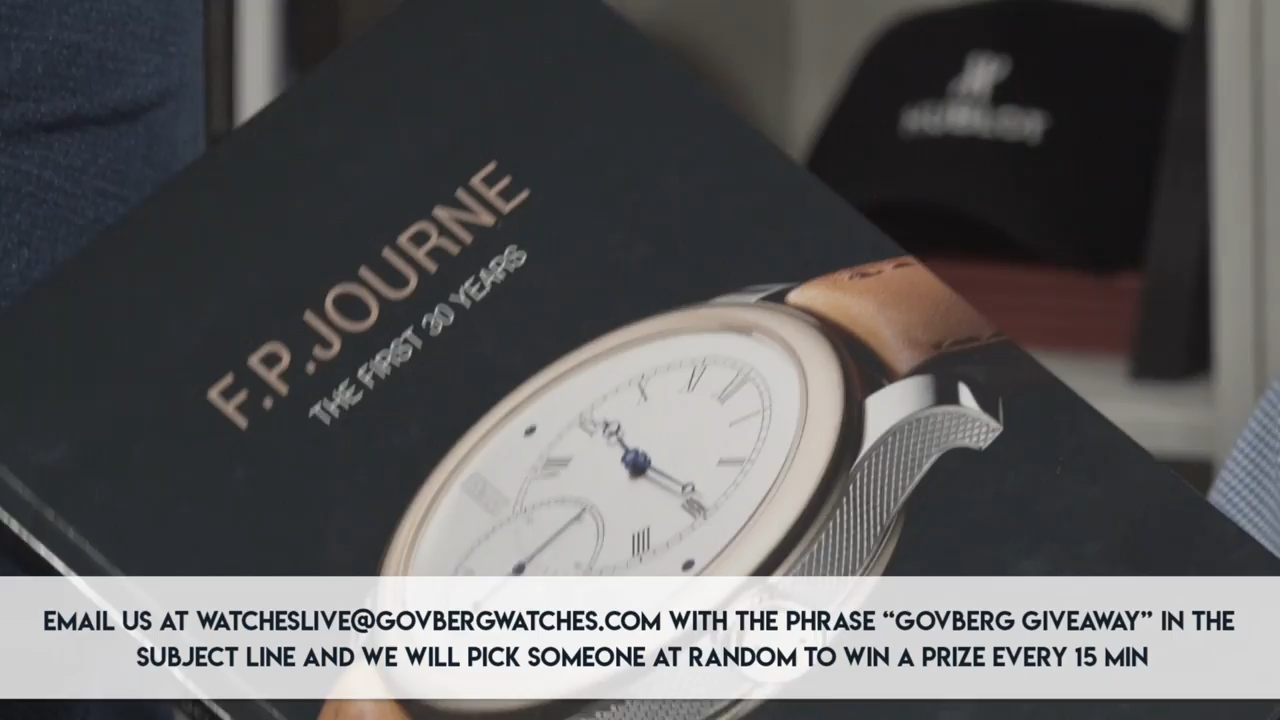 HUBLOT
F.P.JOURNE
THE FIRST 30 YEARS
EMAIL US AT WATCHESLIVE@GOVBERGWATCHES.COM WITH THE PHRASE “GOVBERG GIVEAWAY” IN THE
SUBJECT LINE AND WE WILL PICK SOMEONE AT RANDOM TO WIN A PRIZE EVERY 15 MIN